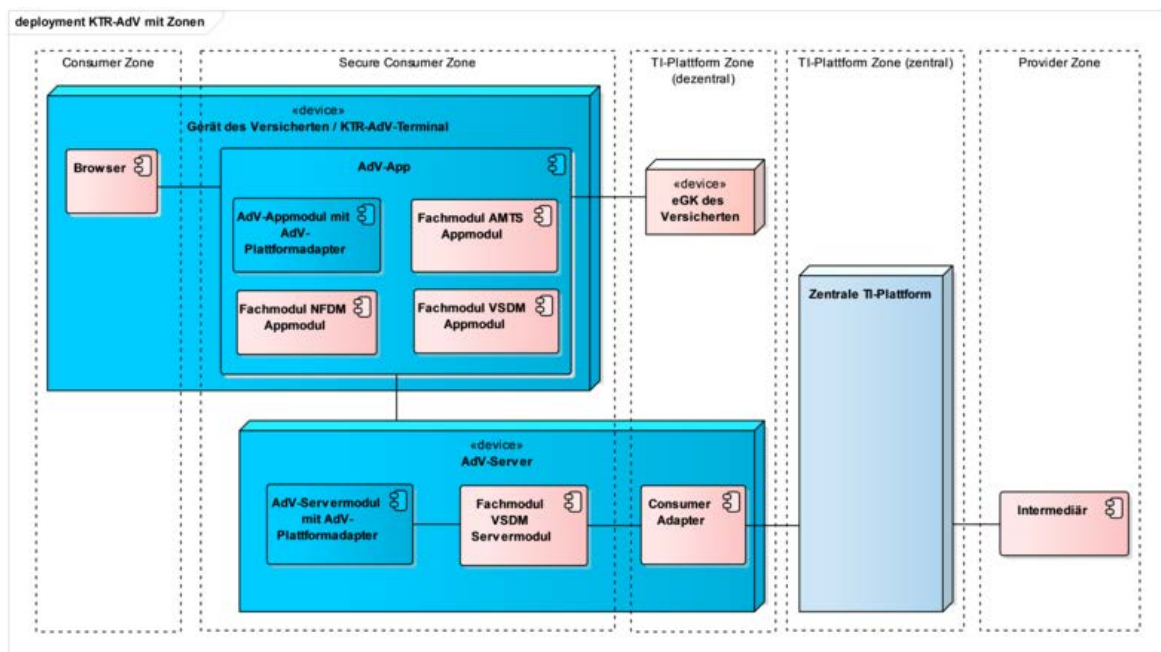 deployment KTR-AdV mit Zonen
Consumer Zone
Secure Consumer Zone
TI-Plattform Zone
(dezentral)
TI-Plattform Zone (zentral)
Provider Zone
«device»
Gerät des Versicherten / KTR-AdV-Terminal
Browser
AdV-App
AdV-Appmodul mit
AdV-
Plattformadapter
Fachmodul AMTS
Appmodul
Fachmodul NFDM
Appmodul
Fachmodul VSDM
Appmodul
«device»
eGK des
Versicherten
Zentrale TI-Plattform
«device»
AdV-Server
AdV-Servermodul
mit AdV-
Plattformadapter
Fachmodul
VSDM
Servermodul
Consumer
Adapter
Intermediär